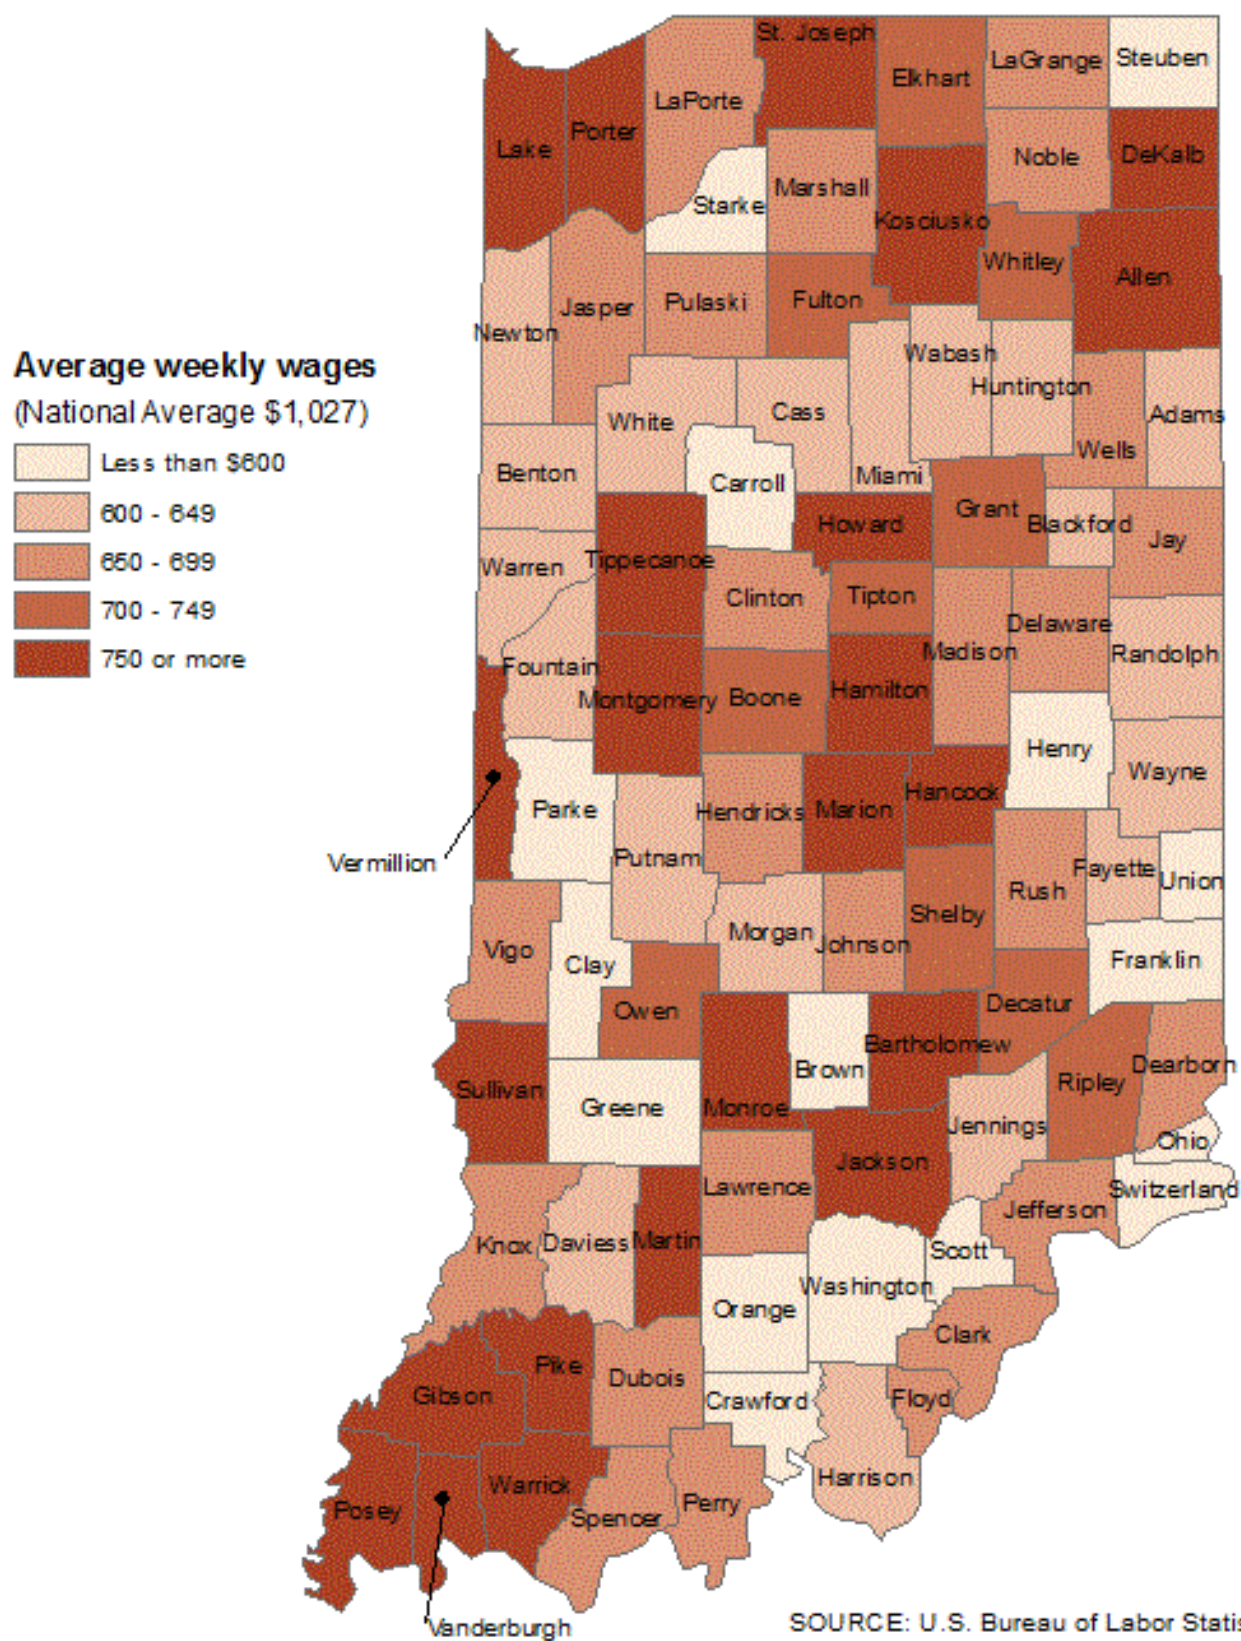 St. Joseph
Steuben
LaGrange
Elkhart
LaPorte
Porter
Lake
DeKalb
Noble
Marshall
Starke
Kosciusko
Whitley
Allen
Fulton
Pulaski
Jasper
Newton
Wabash
Huntington
Average weekly wages
(National Average $1,027)
Less than $600
600 - 649
650 - 699
700 - 749
750 or more
Cass
Adams
White
Wells
Benton
Miami
Carroll
Grant
Howard
Blackford
Jay
Tippecanoe
Warren
Tipton
Clinton
Delaware
Madison
Randolph
Fountain
Hamilton
Boone
Montgomery
Henry
Wayne
Hancock
Parke
Hendricks
Marion
Vermillion
Putnam
Fayette
Union
Rush
Shelby
Morgan
Johnson
Vigo
Clay
Franklin
Decatur
Owen
Bartholomew
Brown
Dearborn
Ripley
Sullivan
Greene
Monroe
Jennings
Ohio
Jackson
Lawrence
Switzerland
Jefferson
Knox
Daviess
Martin
Scott
Washington
Orange
Clark
Pike
Dubois
Gibson
Crawford
Floyd
Harrison
Warrick
Perry
Posey
Spencer
Vanderburgh
SOURCE: U.S. Bureau of Labor Statis